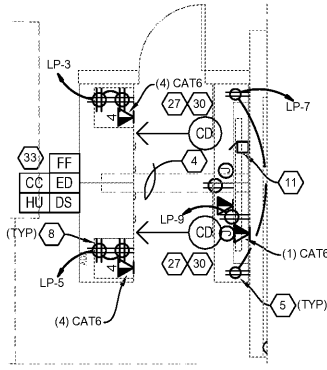 LP-3
(4) CAT6
27
30
CD
LP-7
4
4
33
FF
CC
ED
HU
DS
11
LP-9
(TYP)
8
CD
J
J
(1) CAT6
4
LP-5
27
30
5
(TYP)
(4) CAT6